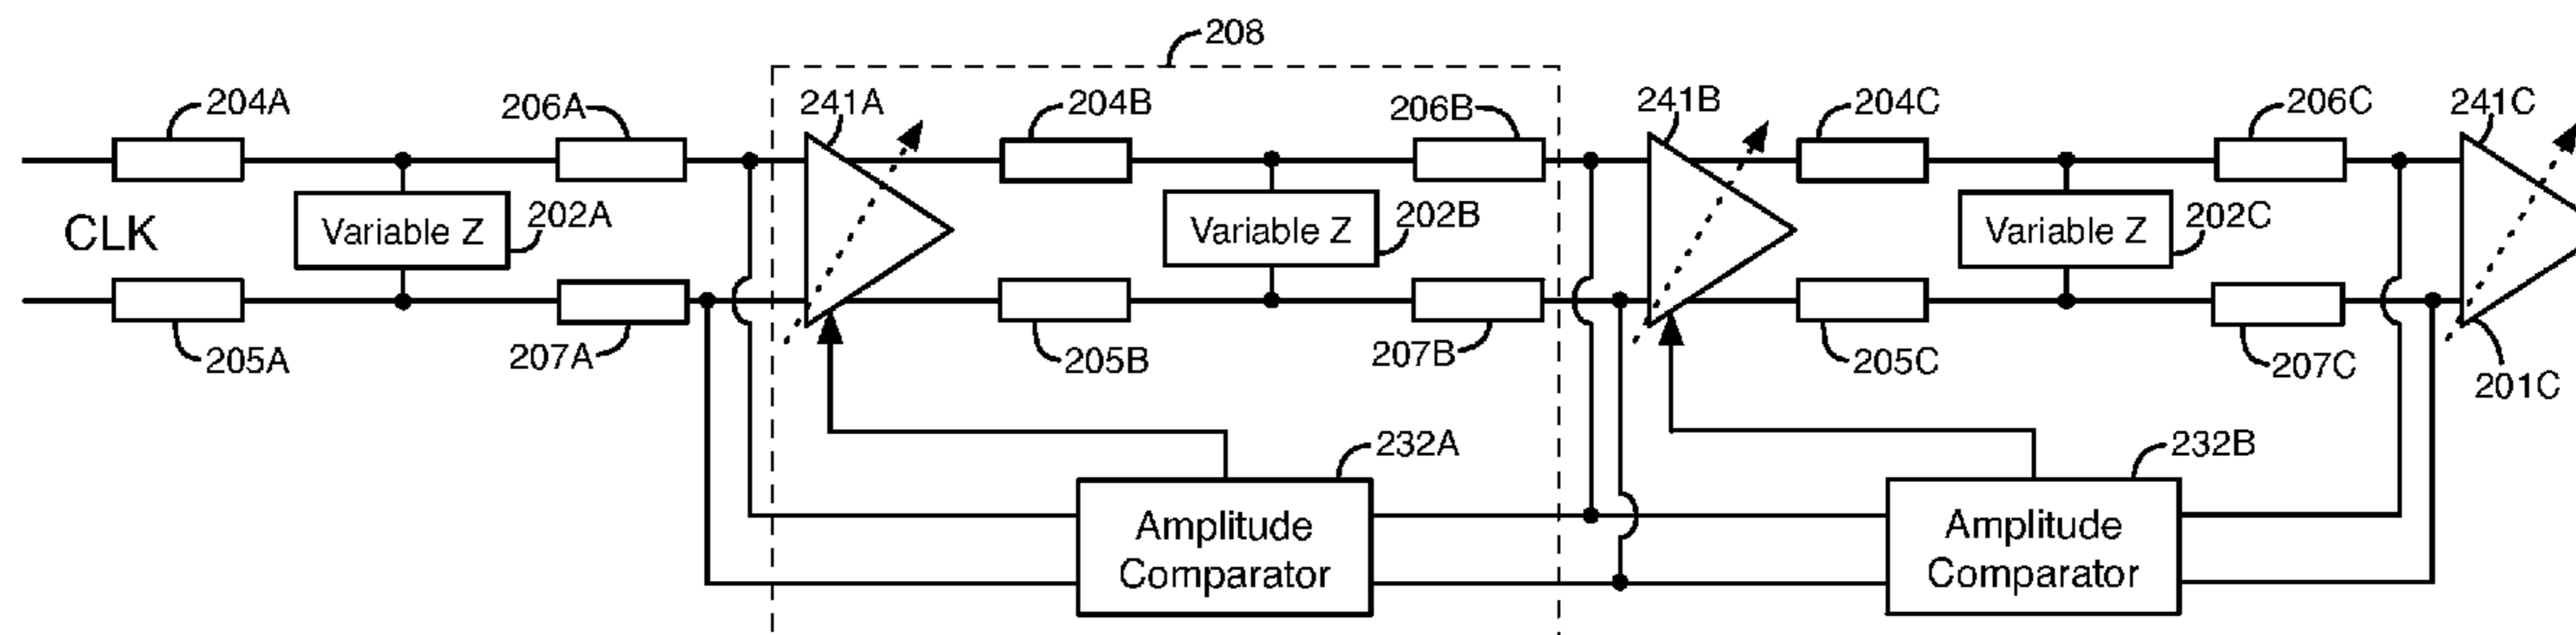 208
204A
206A
241A
204B
206B
241B
204C
206C
241C
CLK
Variable Z
202A
Variable Z
202B
Variable Z
202C
205A
207A
205B
207B
205C
207C
201C
232A
232B
Amplitude
Comparator
Amplitude
Comparator